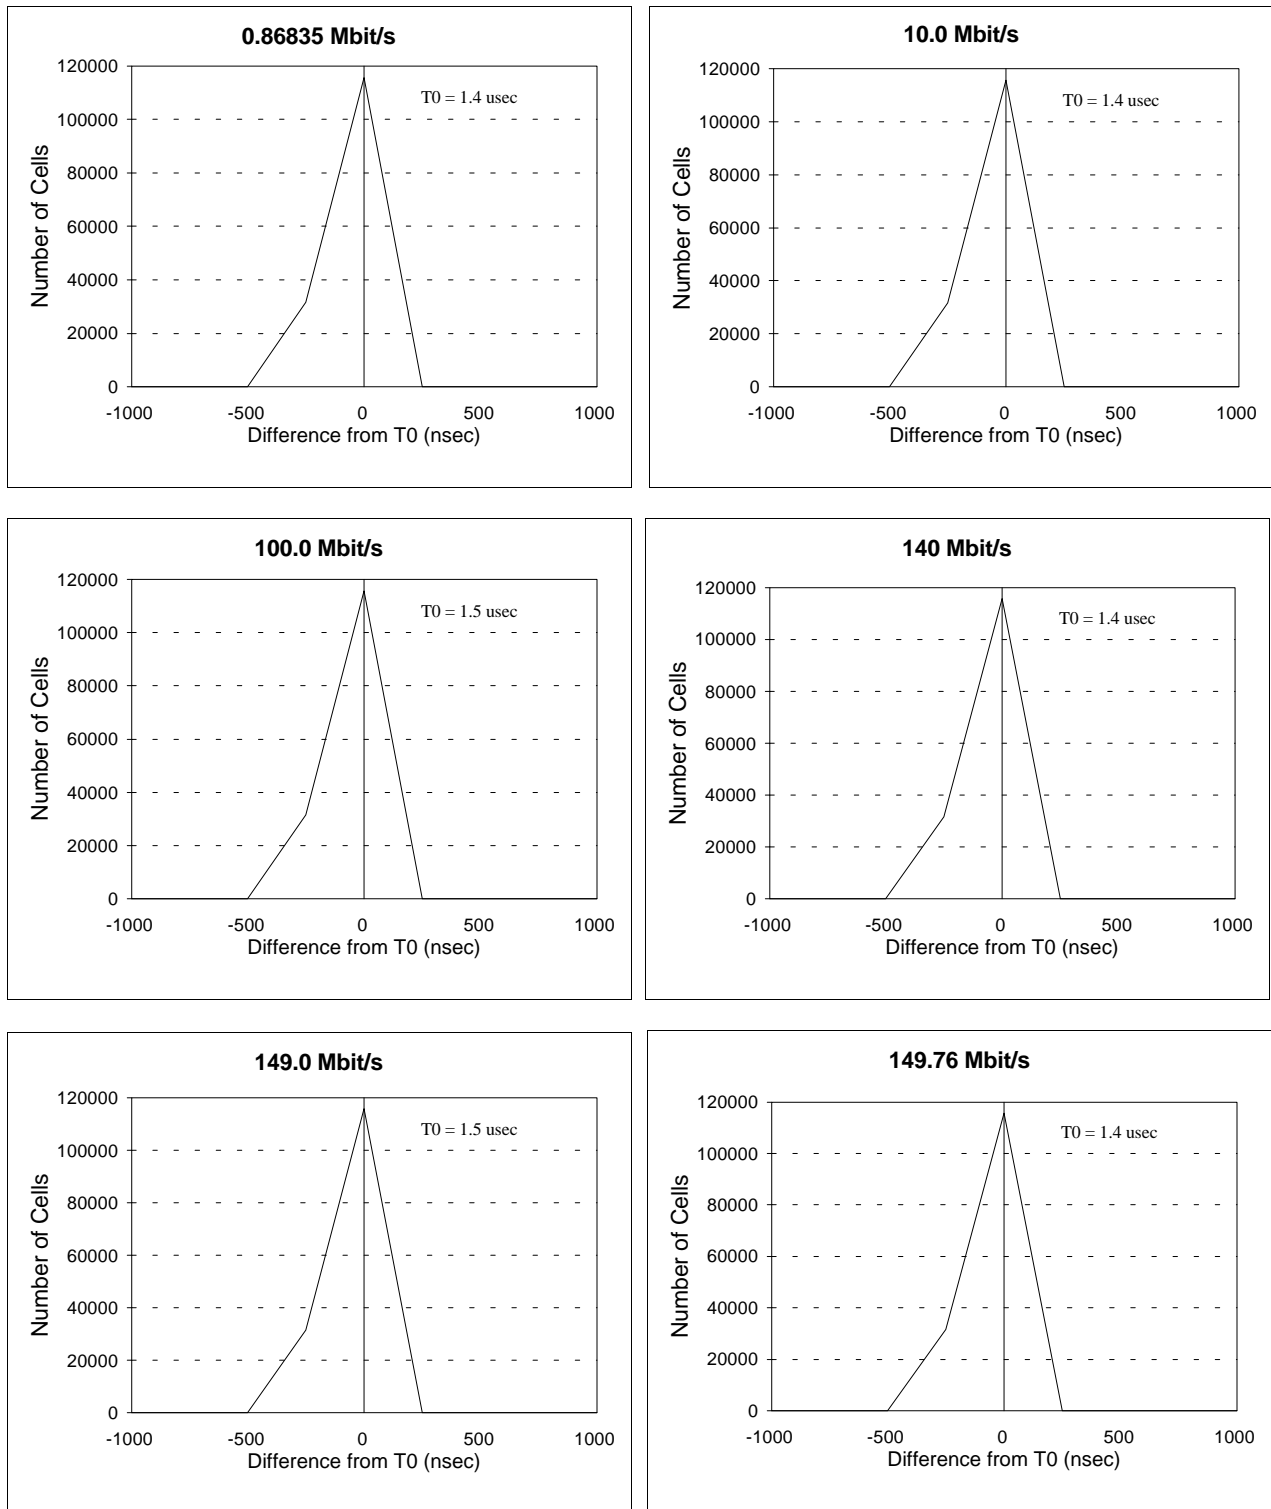 0.86835 Mbit/s
120000
100000
80000
60000
40000
20000
0
Number of Cells
T0 = 1.4 usec
-1000 -500 0 500 1000
Difference from T0 (nsec)
10.0 Mbit/s
120000
100000
80000
60000
40000
20000
0
Number of Cells
T0 = 1.4 usec
-1000 -500 0 500 1000
Difference from T0 (nsec)
100.0 Mbit/s
120000
100000
80000
60000
40000
20000
0
Number of Cells
T0 = 1.5 usec
-1000 -500 0 500 1000
Difference from T0 (nsec)
140 Mbit/s
120000
100000
80000
60000
40000
20000
0
Number of Cells
T0 = 1.4 usec
-1000 -500 0 500 1000
Difference from T0 (nsec)
149.0 Mbit/s
120000
100000
80000
60000
40000
20000
0
Number of Cells
T0 = 1.5 usec
-1000 -500 0 500 1000
Difference from T0 (nsec)
149.76 Mbit/s
120000
100000
80000
60000
40000
20000
0
Number of Cells
T0 = 1.4 usec
-1000 -500 0 500 1000
Difference from T0 (nsec)